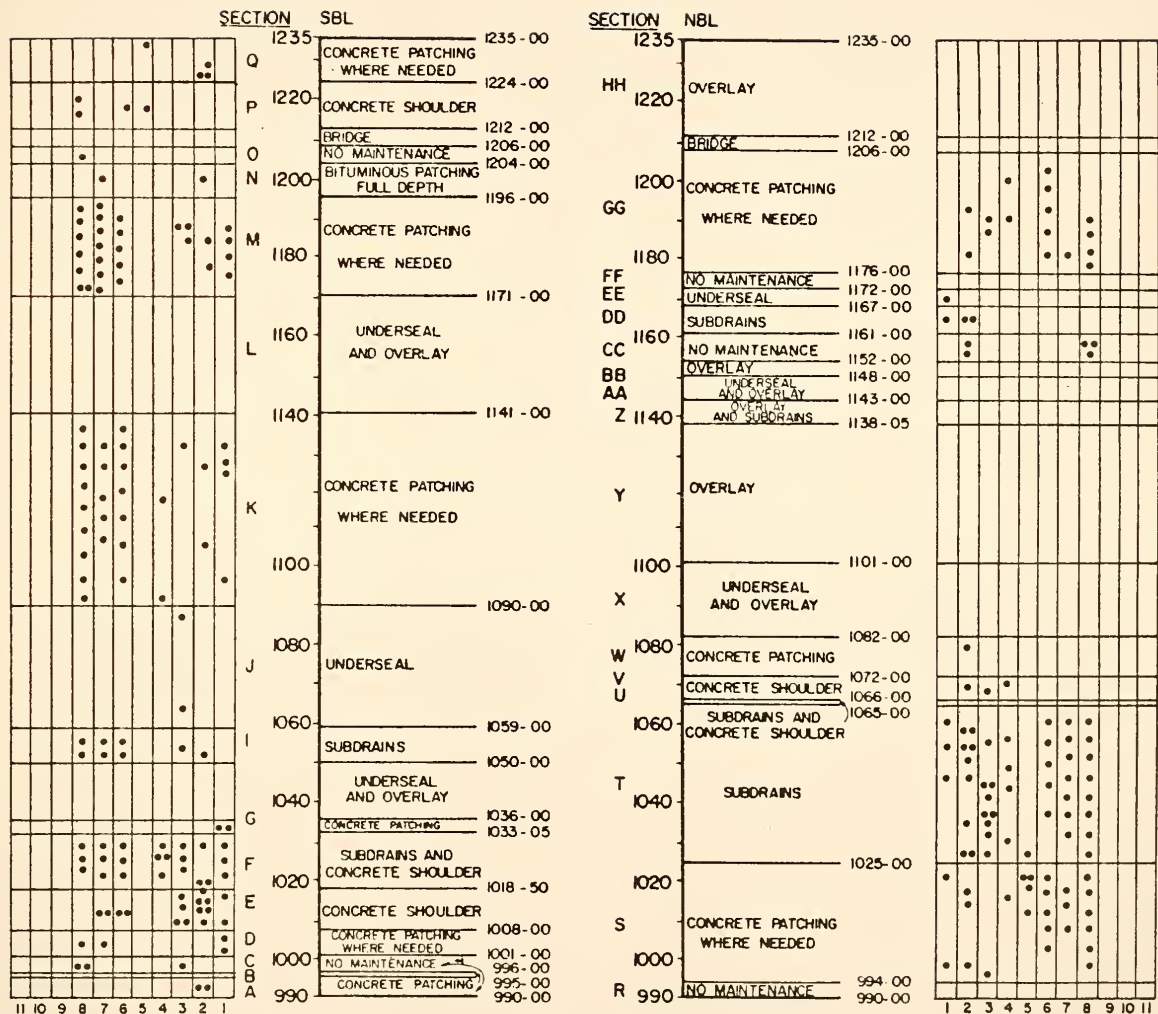 SECTION SBL
1235
1235-00
Q
CONCRETE PATCHING
WHERE NEEDED
1224-00
1220
P
CONCRETE SHOULDER
1212-00
BRIDGE
1206-00
O
NO MAINTENANCE
1204-00
1200
N
BITUMINOUS PATCHING
FULL DEPTH
1196-00
M
CONCRETE PATCHING
WHERE NEEDED
1180
1171-00
1160
L
UNDERSEAL
AND OVERLAY
1140
1141-00
K
CONCRETE PATCHING
WHERE NEEDED
1100
1090-00
1080
J
UNDERSEAL
1060
1059-00
I
SUBDRAINS
1050-00
UNDERSEAL
AND OVERLAY
1040
1036-00
G
CONCRETE PATCHING
1033-05
F
SUBDRAINS AND
CONCRETE SHOULDER
1020
1018-50
E
CONCRETE SHOULDER
1008-00
D
CONCRETE PATCHING
WHERE NEEDED
1001-00
C
1000
NO MAINTENANCE
996-00
B
995-00
A
CONCRETE PATCHING
990
990-00
11 10 9 8 7 6 5 4 3 2 1
SECTION NBL
1235
1235-00
HH
OVERLAY
1220
1212-00
BRIDGE
1206-00
1200
GG
CONCRETE PATCHING
WHERE NEEDED
1180
1176-00
FF
NO MAINTENANCE
1172-00
EE
UNDERSEAL
1167-00
DD
SUBDRAINS
1160
1161-00
CC
NO MAINTENANCE
1152-00
BB
OVERLAY
1148-00
AA
UNDERSEAL
AND OVERLAY
1143-00
Z
1140
OVERLAY
AND SUBDRAINS
1138-05
Y
OVERLAY
1100
1101-00
X
UNDERSEAL
AND OVERLAY
1082-00
1080
W
CONCRETE PATCHING
1072-00
V
CONCRETE SHOULDER
U
1066-00
1065-00
1060
SUBDRAINS AND
CONCRETE SHOULDER
T
SUBDRAINS
1040
1025-00
1020
S
CONCRETE PATCHING
WHERE NEEDED
1000
994-00
R
NO MAINTENANCE
990
990-00
1 2 3 4 5 6 7 8 9 10 11